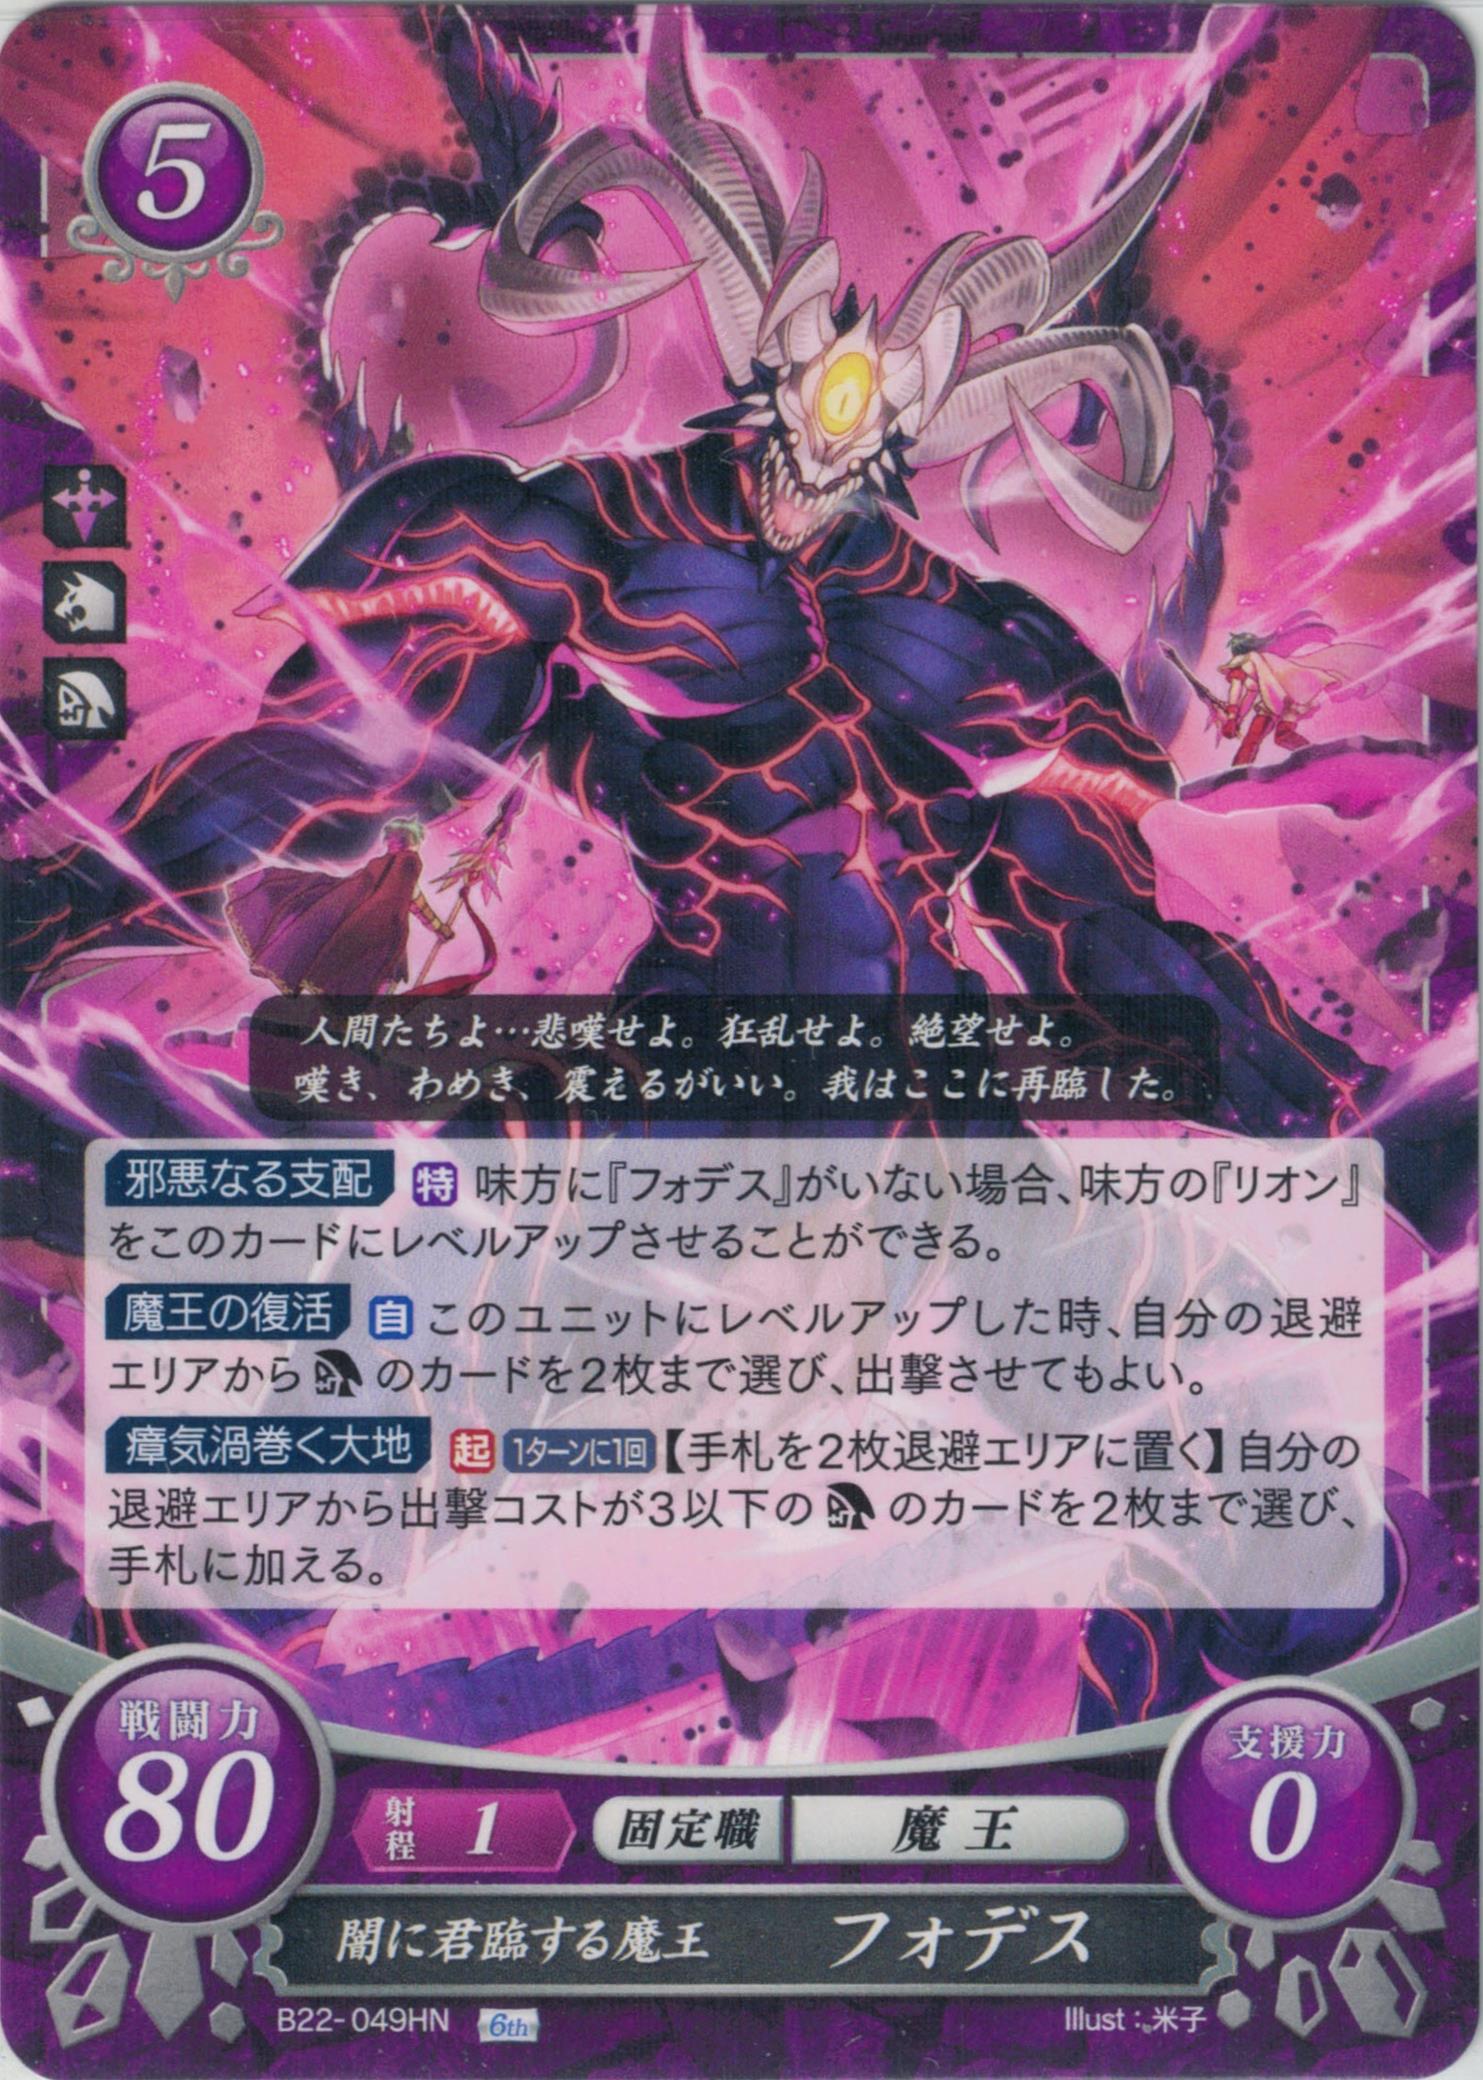 5
人間たちよ…悲嘆せよ。狂乱せよ。絶望せよ。
嘆き、わめき、震えるがいい。我はここに再臨した。
邪悪なる支配 特 味方に『フォデス』がいない場合、味方の『リオン』
をこのカードにレベルアップさせることができる。
魔王の復活 自 このユニットにレベルアップした時、自分の退避
エリアから のカードを2枚まで選び、出撃させてもよい。
瘴気渦巻く大地 起 1ターンに1回【手札を2枚退避エリアに置く】自分の
退避エリアから出撃コストが3以下の のカードを2枚まで選び、
手札に加える。
戦闘力
80
射程 1
固定職 魔王
支援力
0
闇に君臨する魔王 フォデス
B22-049HN 6th Illust:米子